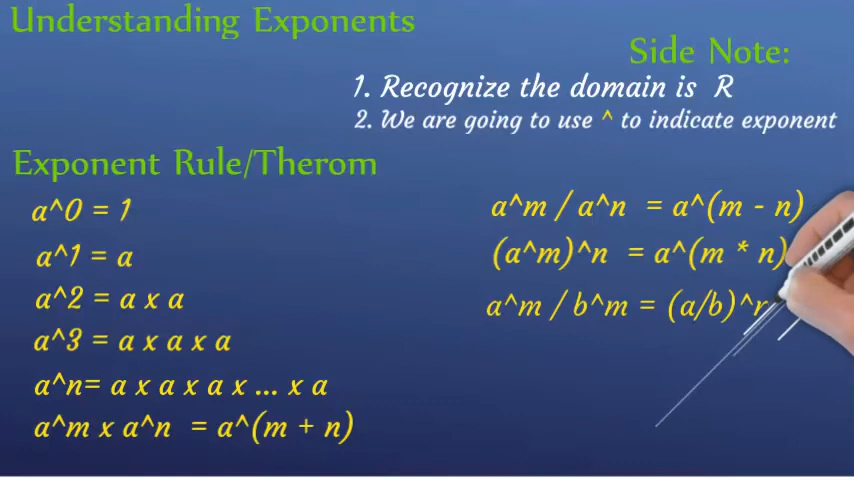 Understanding Exponents
Side Note:
1. Recognize the domain is R
2. We are going to use ^ to indicate exponent
Exponent Rule/Therom
a^0 = 1
a^1 = a
a^2 = a x a
a^3 = a x a x a
a^n= a x a x a x ... x a
a^m x a^n = a^(m + n)
a^m / a^n = a^(m - n)
(a^m)^n = a^(m * n)
a^m / b^m = (a/b)^